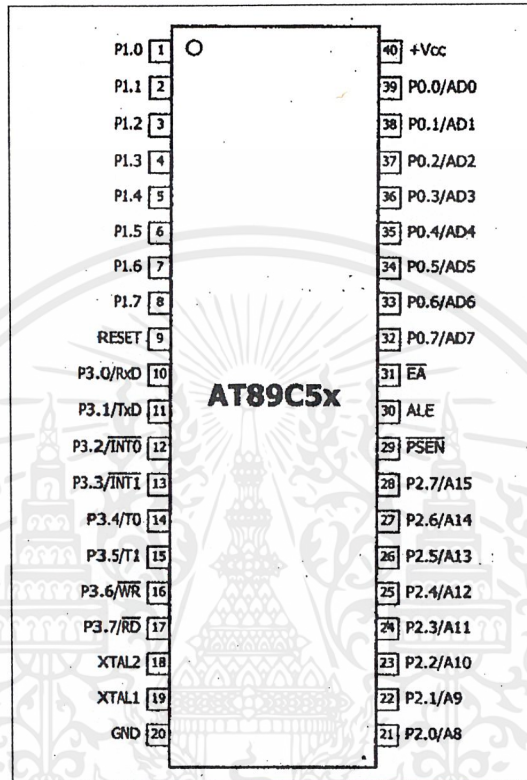 P1.0 1 40 +Vcc
P1.1 2 39 P0.0/AD0
P1.2 3 38 P0.1/AD1
P1.3 4 37 P0.2/AD2
P1.4 5 36 P0.3/AD3
P1.5 6 35 P0.4/AD4
P1.6 7 34 P0.5/AD5
P1.7 8 33 P0.6/AD6
RESET 9 32 P0.7/AD7
P3.0/RxD 10 31 E̅A̅
AT89C5x
P3.1/TxD 11 30 ALE
P3.2/I̅N̅T̅0̅ 12 29 P̅S̅E̅N̅
P3.3/I̅N̅T̅1̅ 13 28 P2.7/A15
P3.4/T0 14 27 P2.6/A14
P3.5/T1 15 26 P2.5/A13
P3.6/W̅R̅ 16 25 P2.4/A12
P3.7/R̅D̅ 17 24 P2.3/A11
XTAL2 18 23 P2.2/A10
XTAL1 19 22 P2.1/A9
GND 20 21 P2.0/A8